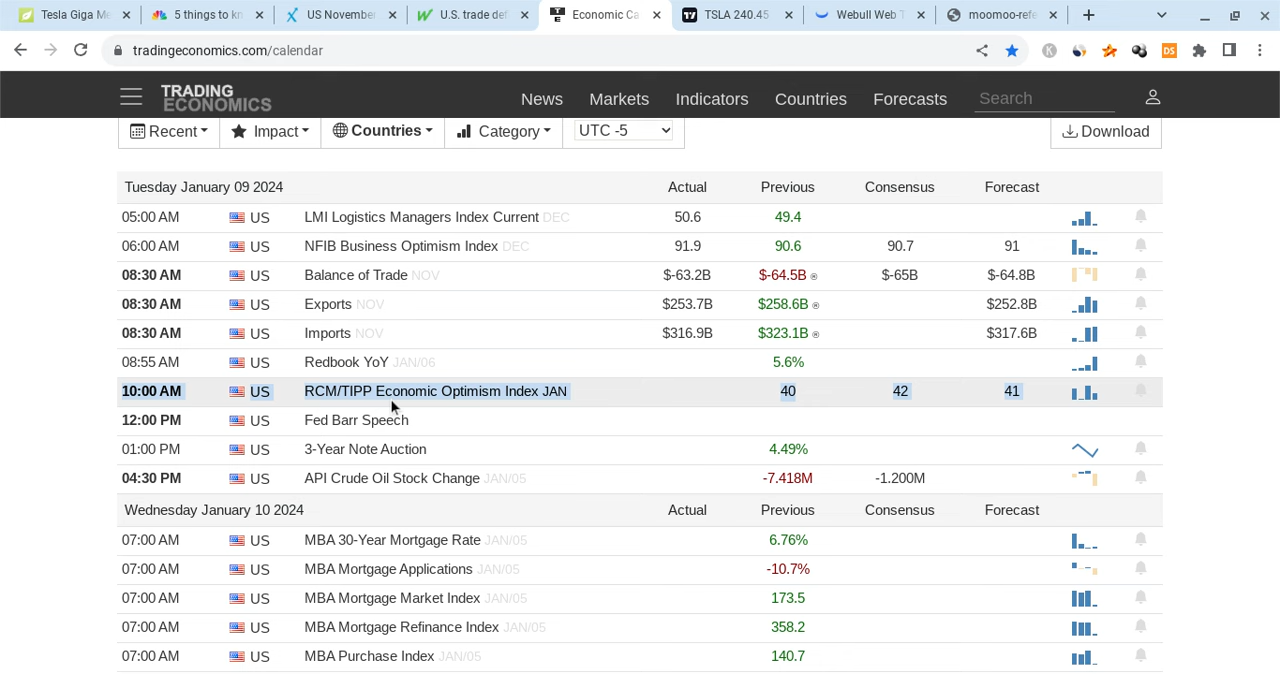 Tesla Giga Me
5 things to kn
US November
U.S. trade def
Economic Ca
TSLA 240.45
Webull Web T
moomoo-refe
tradingeconomics.com/calendar
K
DS
TRADING
ECONOMICS
News
Markets
Indicators
Countries
Forecasts
Search
Recent
Impact
Countries
Category
UTC -5
Download
Tuesday January 09 2024 Actual Previous Consensus Forecast
05:00 AM US LMI Logistics Managers Index Current DEC 50.6 49.4
06:00 AM US NFIB Business Optimism Index DEC 91.9 90.6 90.7 91
08:30 AM US Balance of Trade NOV $-63.2B $-64.5B ® $-65B $-64.8B
08:30 AM US Exports NOV $253.7B $258.6B ® $252.8B
08:30 AM US Imports NOV $316.9B $323.1B ® $317.6B
08:55 AM US Redbook YoY JAN/06 5.6%
10:00 AM US RCM/TIPP Economic Optimism Index JAN 40 42 41
12:00 PM US Fed Barr Speech
01:00 PM US 3-Year Note Auction 4.49%
04:30 PM US API Crude Oil Stock Change JAN/05 -7.418M -1.200M
Wednesday January 10 2024 Actual Previous Consensus Forecast
07:00 AM US MBA 30-Year Mortgage Rate JAN/05 6.76%
07:00 AM US MBA Mortgage Applications JAN/05 -10.7%
07:00 AM US MBA Mortgage Market Index JAN/05 173.5
07:00 AM US MBA Mortgage Refinance Index JAN/05 358.2
07:00 AM US MBA Purchase Index JAN/05 140.7